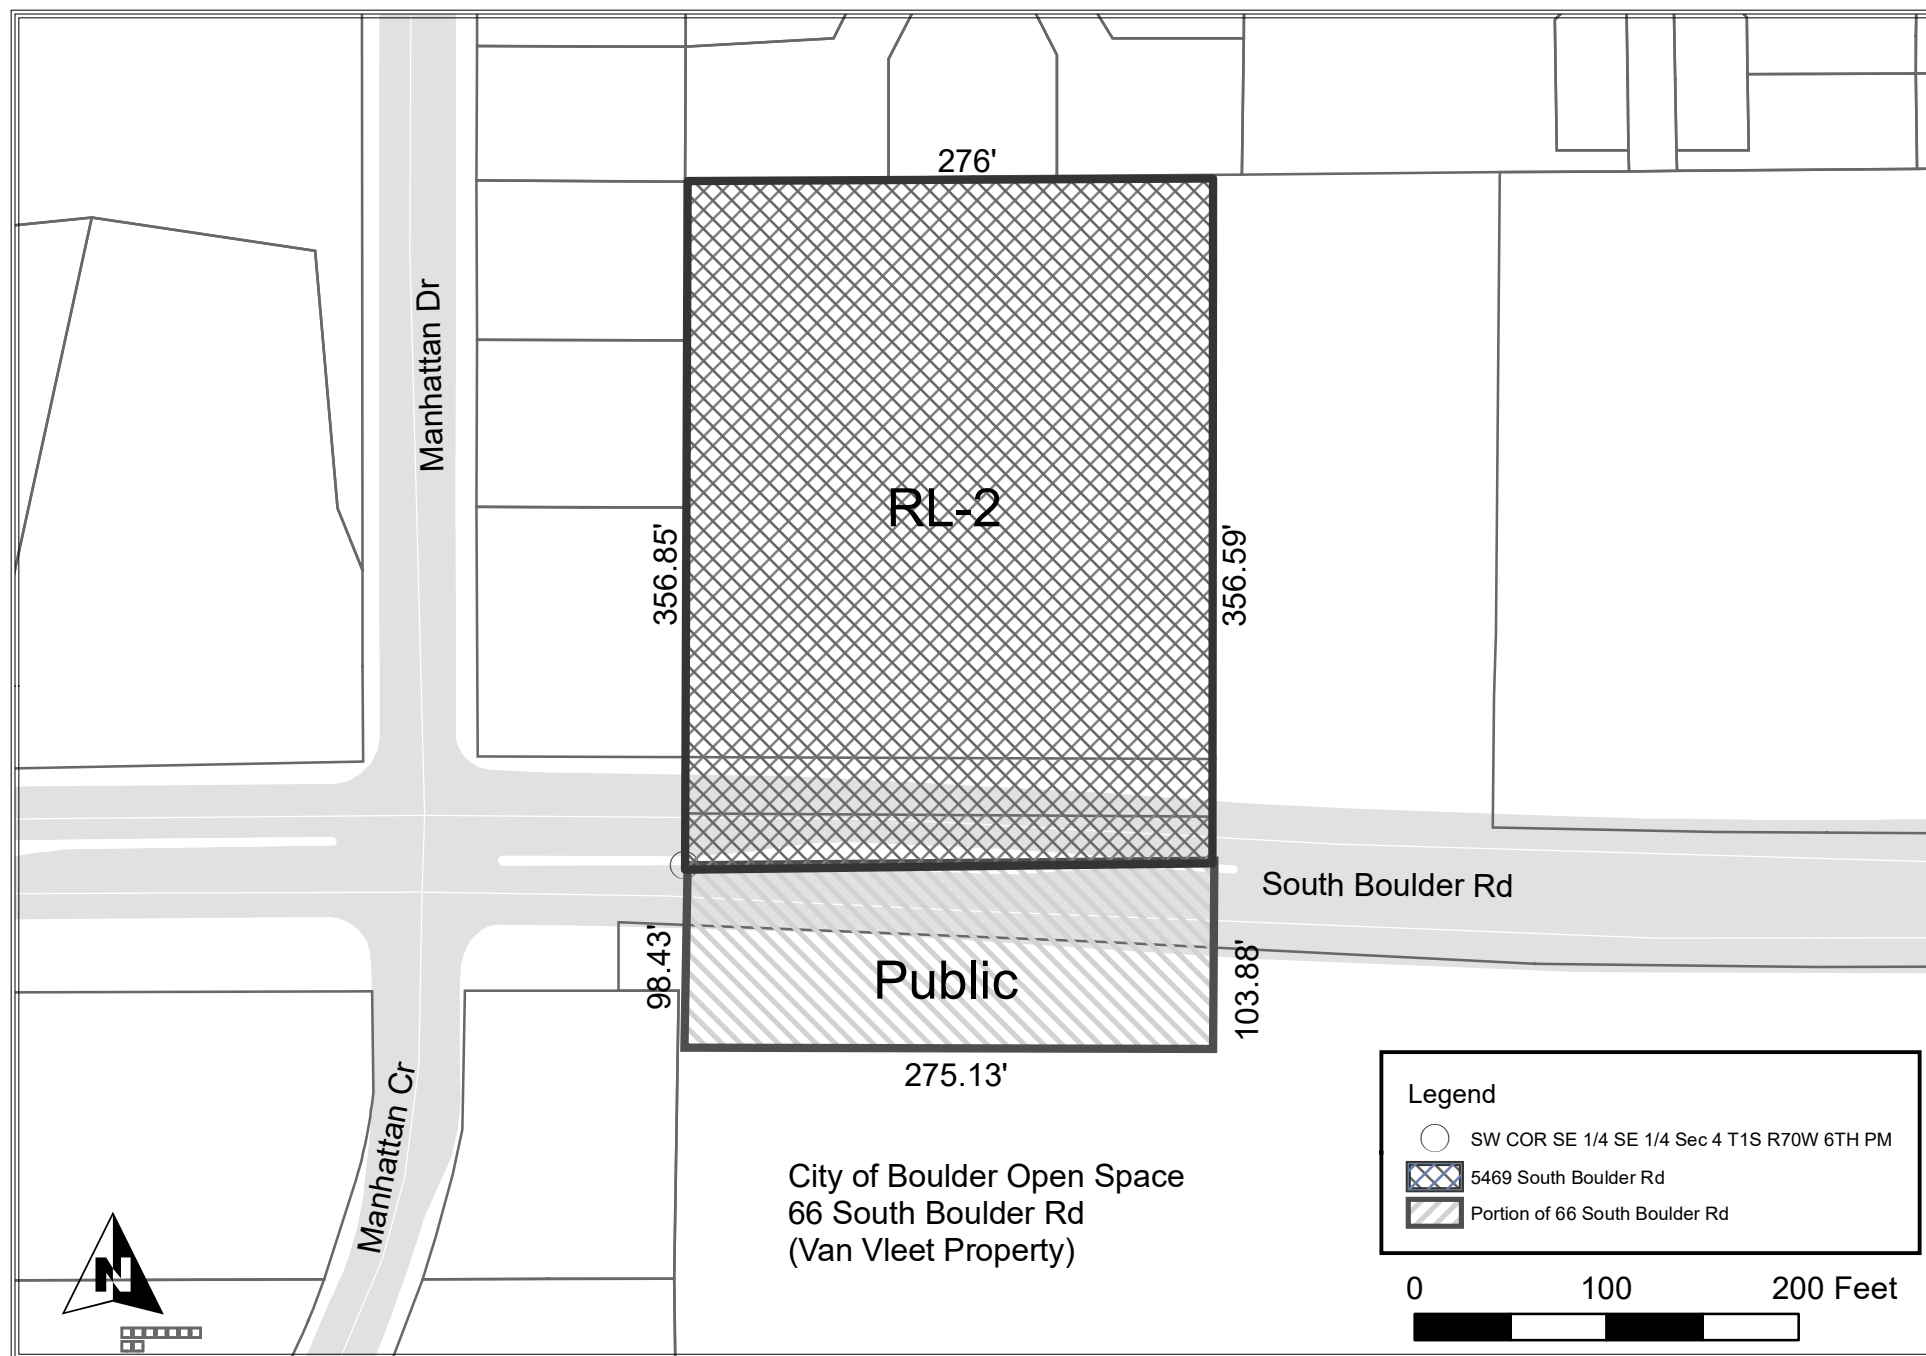 276'
Manhattan Dr
RL-2
356.85'
356.59'
South Boulder Rd
98.43'
Public
103.88'
275.13'
Manhattan Cr
City of Boulder Open Space
66 South Boulder Rd
(Van Vleet Property)
Legend
SW COR SE 1/4 SE 1/4 Sec 4 T1S R70W 6TH PM
5469 South Boulder Rd
Portion of 66 South Boulder Rd
N
0 100 200 Feet